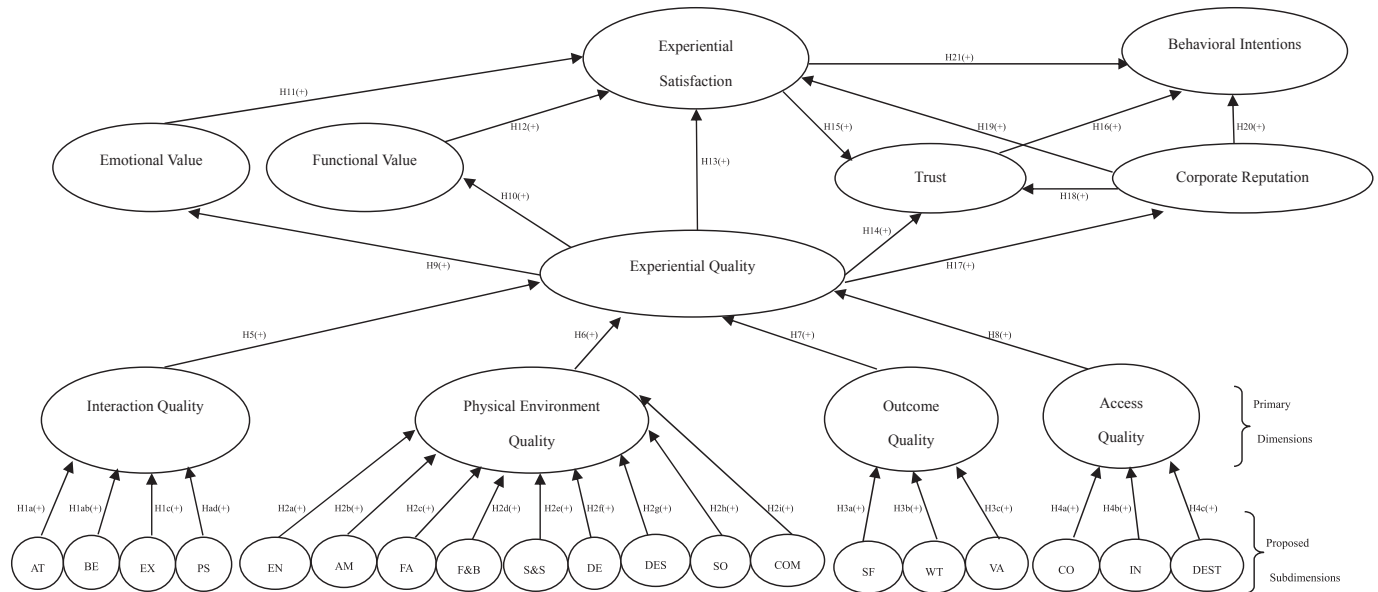 Experiential
Satisfaction
Behavioral Intentions
H21(+)
H11(+)
H12(+)
H15(+)
H19(+)
H16(+)
H20(+)
Emotional Value
Functional Value
H13(+)
Trust
Corporate Reputation
H10(+)
H18(+)
H14(+)
H9(+)
Experiential Quality
H17(+)
H5(+)
H6(+)
H7(+)
H8(+)
Interaction Quality
Physical Environment
Quality
Outcome
Quality
Access
Quality
Primary
Dimensions
H1a(+)
H1ab(+)
H1c(+)
Had(+)
H2a(+)
H2b(+)
H2c(+)
H2d(+)
H2e(+)
H2f(+)
H2g(+)
H2h(+)
H2i(+)
H3a(+)
H3b(+)
H3c(+)
H4a(+)
H4b(+)
H4c(+)
Proposed
Subdimensions
AT
BE
EX
PS
EN
AM
FA
F&B
S&S
DE
DES
SO
COM
SF
WT
VA
CO
IN
DEST